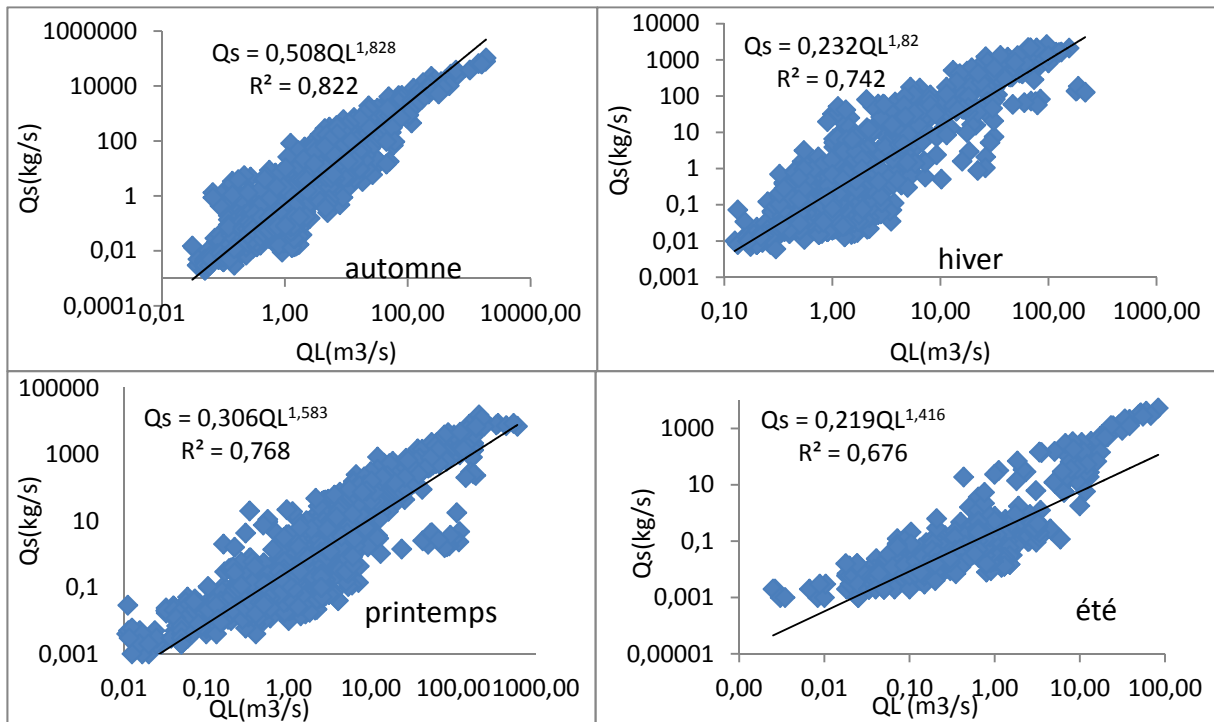 1000000
10000
100
1
0,01
0,0001
Qs(kg/s)
Qs = 0,508QL1,828
R² = 0,822
automne
0,01 1,00 100,00 10000,00
QL(m3/s)
10000
1000
100
10
1
0,1
0,01
0,001
Qs(kg/s)
Qs = 0,232QL1,82
R² = 0,742
hiver
0,10 1,00 10,00 100,00 1000,00
QL(m3/s)
100000
1000
10
0,1
0,001
Qs(kg/s)
Qs = 0,306QL1,583
R² = 0,768
printemps
0,01 0,10 1,00 10,00 100,001000,00
QL(m3/s)
1000
10
0,1
0,001
0,00001
Qs(kg/s)
Qs = 0,219QL1,416
R² = 0,676
été
0,00 0,01 0,10 1,00 10,00 100,00
QL (m3/s)